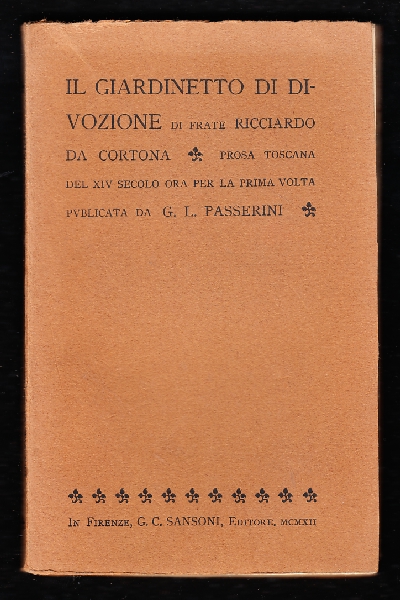 IL GIARDINETTO DI DI-
VOZIONE DI FRATE RICCIARDO
DA CORTONA PROSA TOSCANA
DEL XIV SECOLO ORA PER LA PRIMA VOLTA
PVBLICATA DA G. L. PASSERINI
IN FIRENZE, G. C. SANSONI, EDITORE, MCMXII